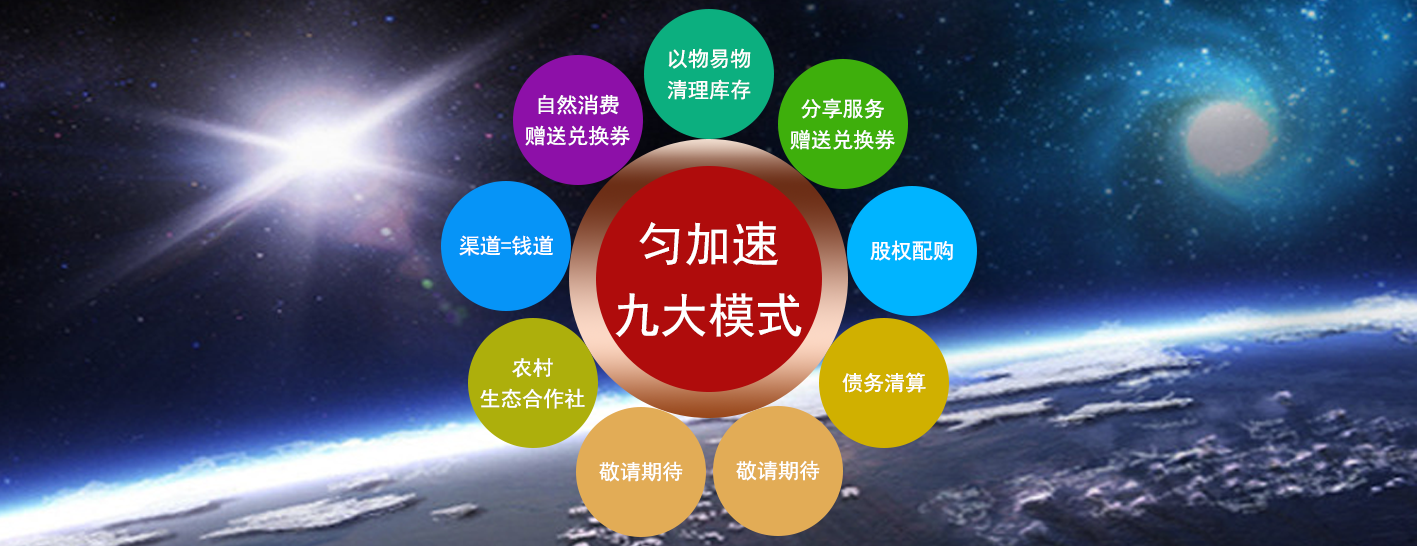 以物易物
清理库存
自然消费
赠送兑换券
分享服务
赠送兑换券
渠道=钱道
股权配购
匀加速
九大模式
农村
生态合作社
债务清算
敬请期待
敬请期待